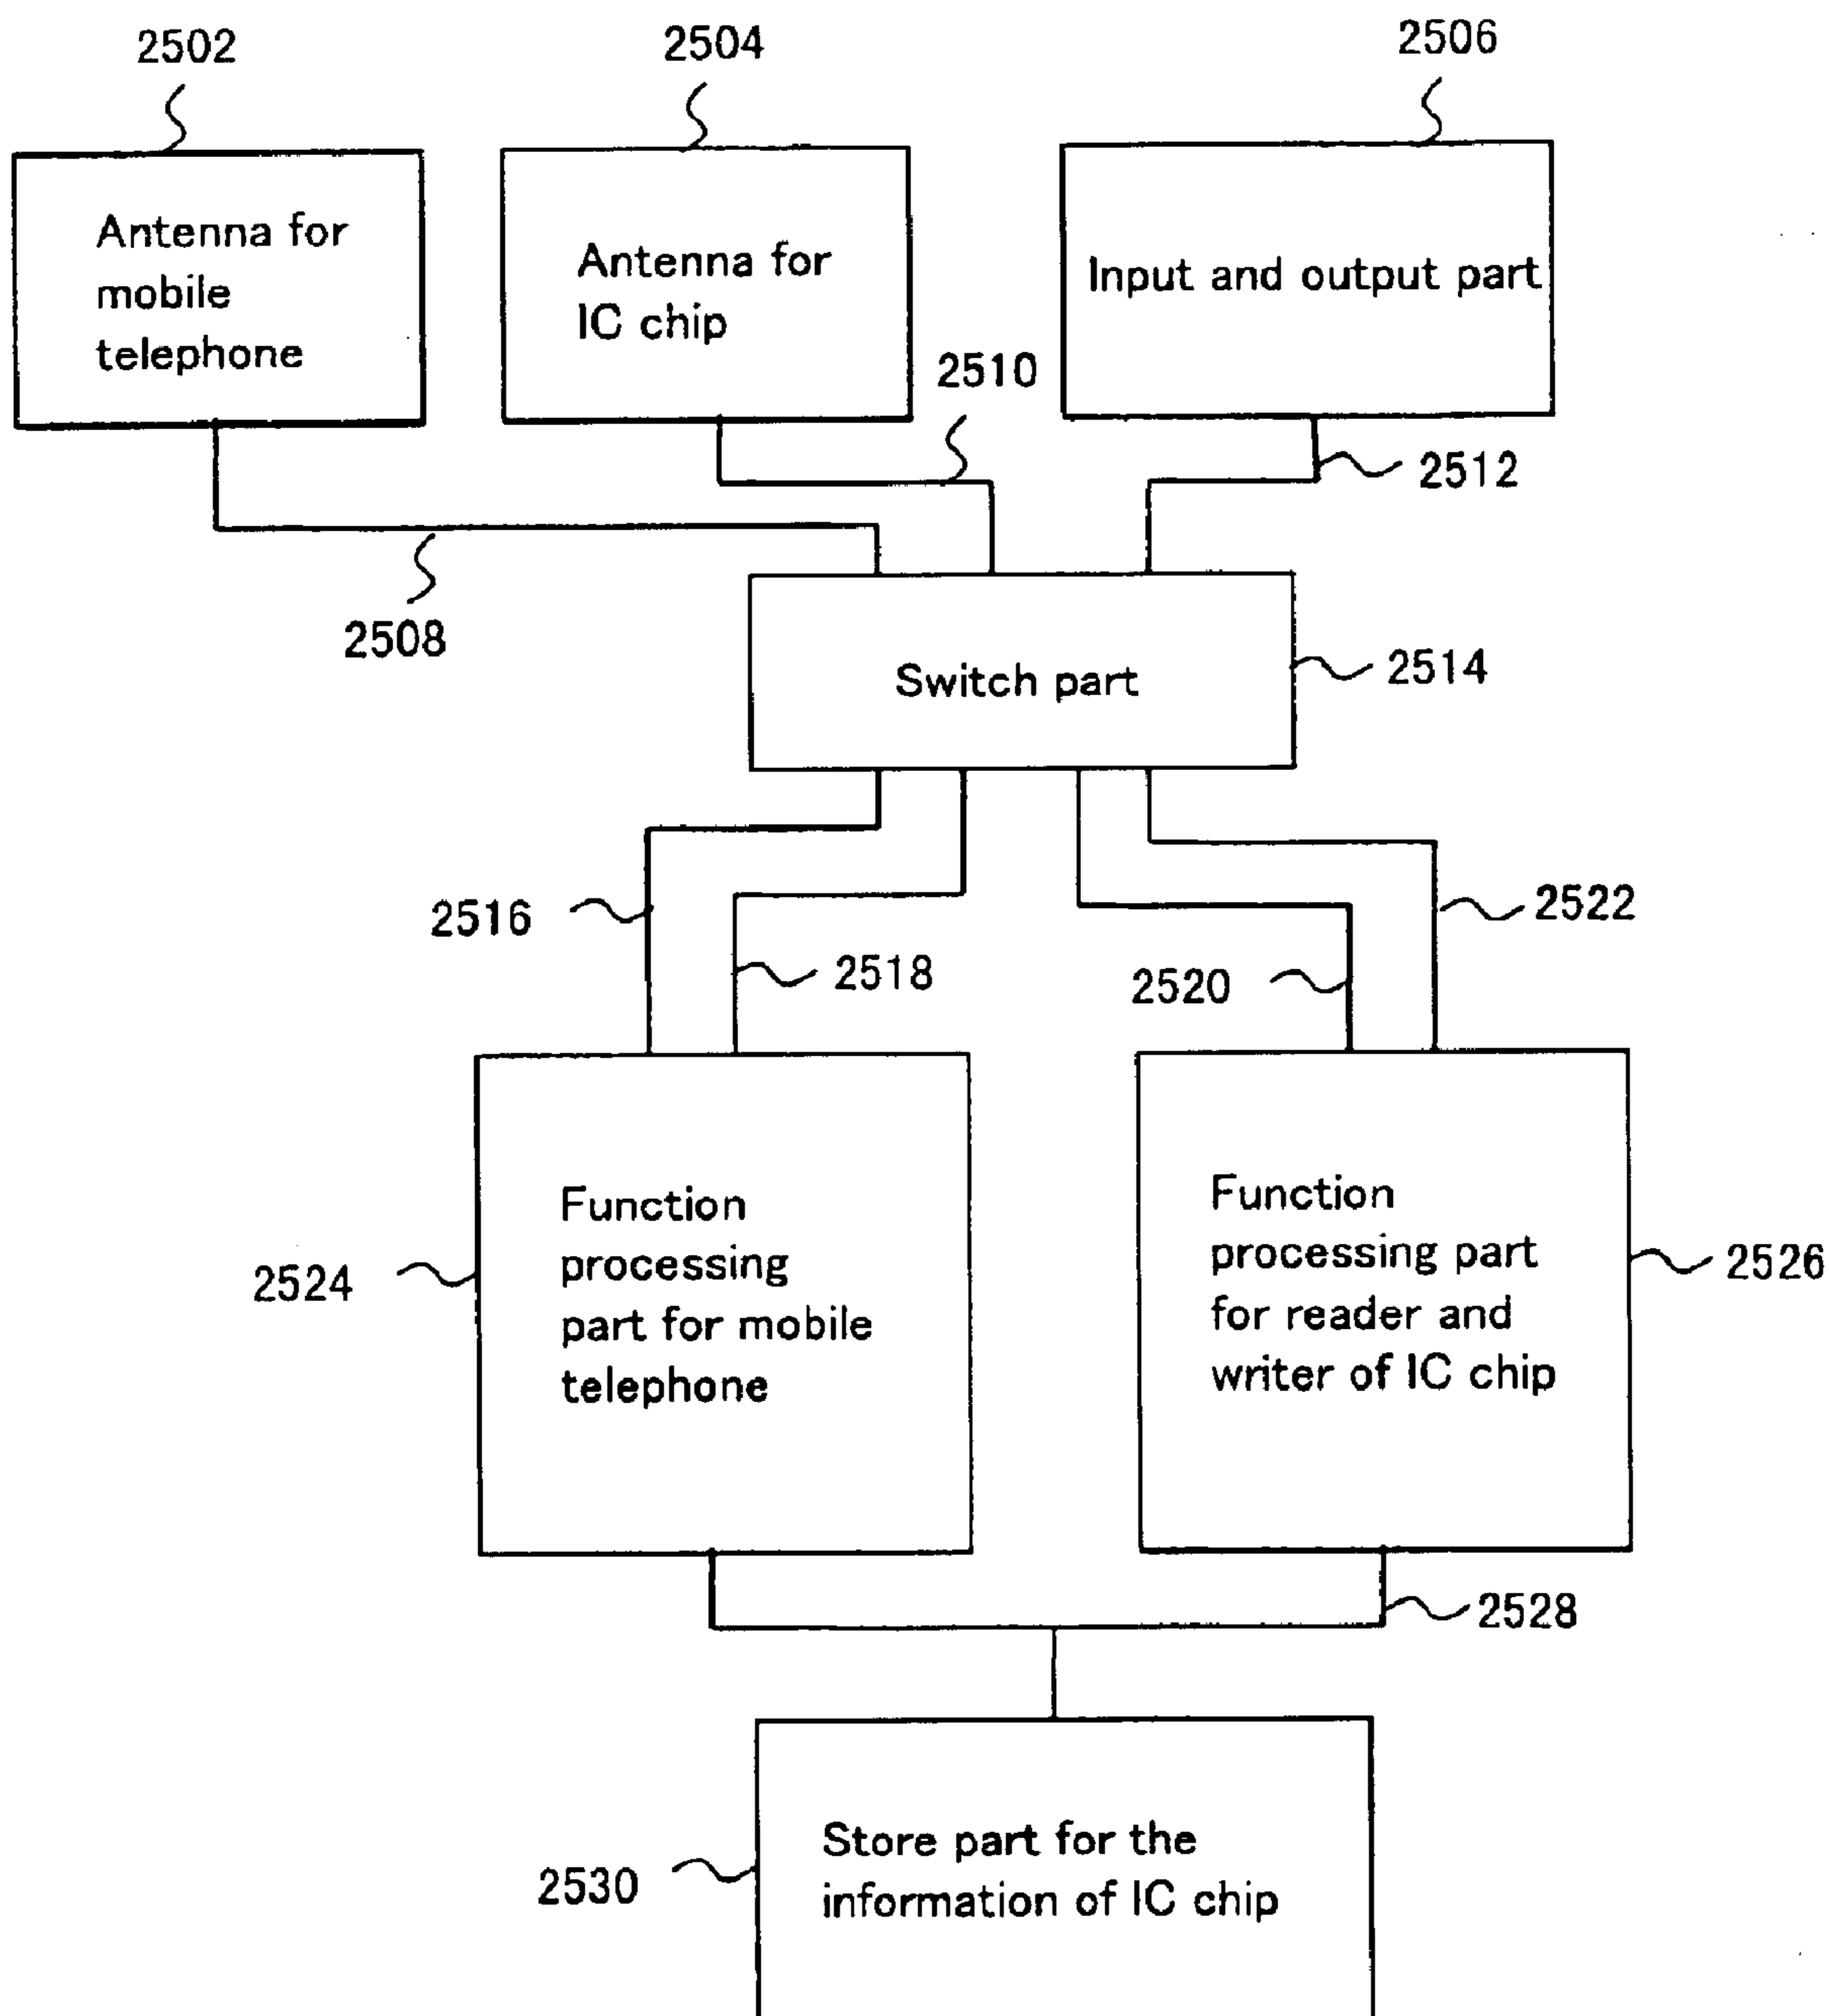 2502
2504
2506
Antenna for
mobile
telephone
Antenna for
IC chip
Input and output part
2510
2512
2508
Switch part
2514
2516
2518
2520
2522
Function
processing
part for mobile
telephone
Function
processing part
for reader and
writer of IC chip
2524
2526
2528
Store part for the
information of IC chip
2530